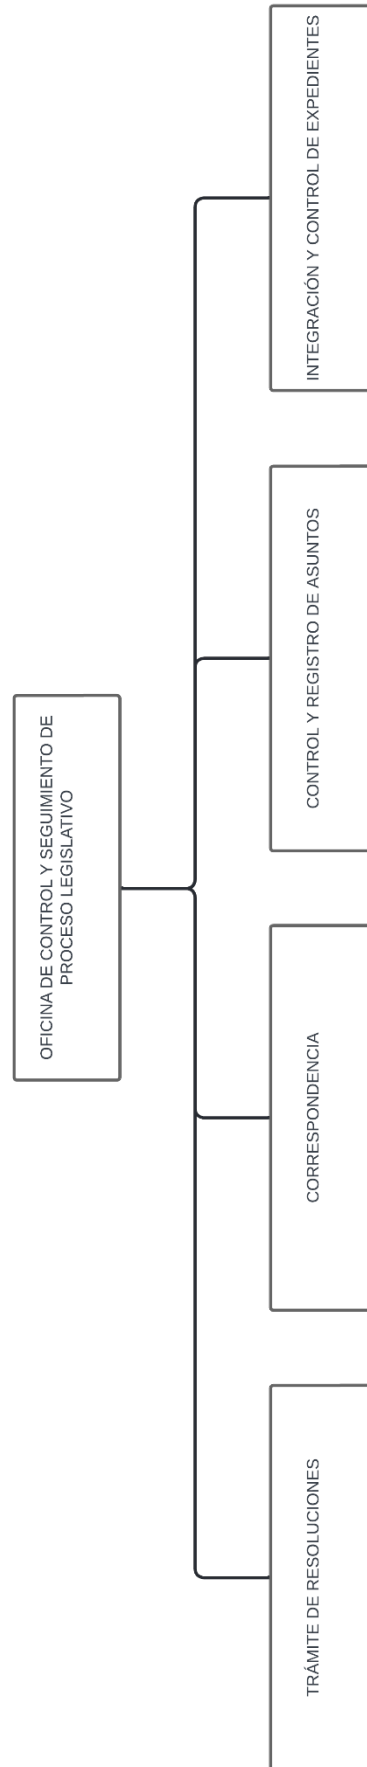 OFICINA DE CONTROL Y SEGUIMIENTO DE
PROCESO LEGISLATIVO
TRÁMITE DE RESOLUCIONES
CORRESPONDENCIA
CONTROL Y REGISTRO DE ASUNTOS
INTEGRACIÓN Y CONTROL DE EXPEDIENTES